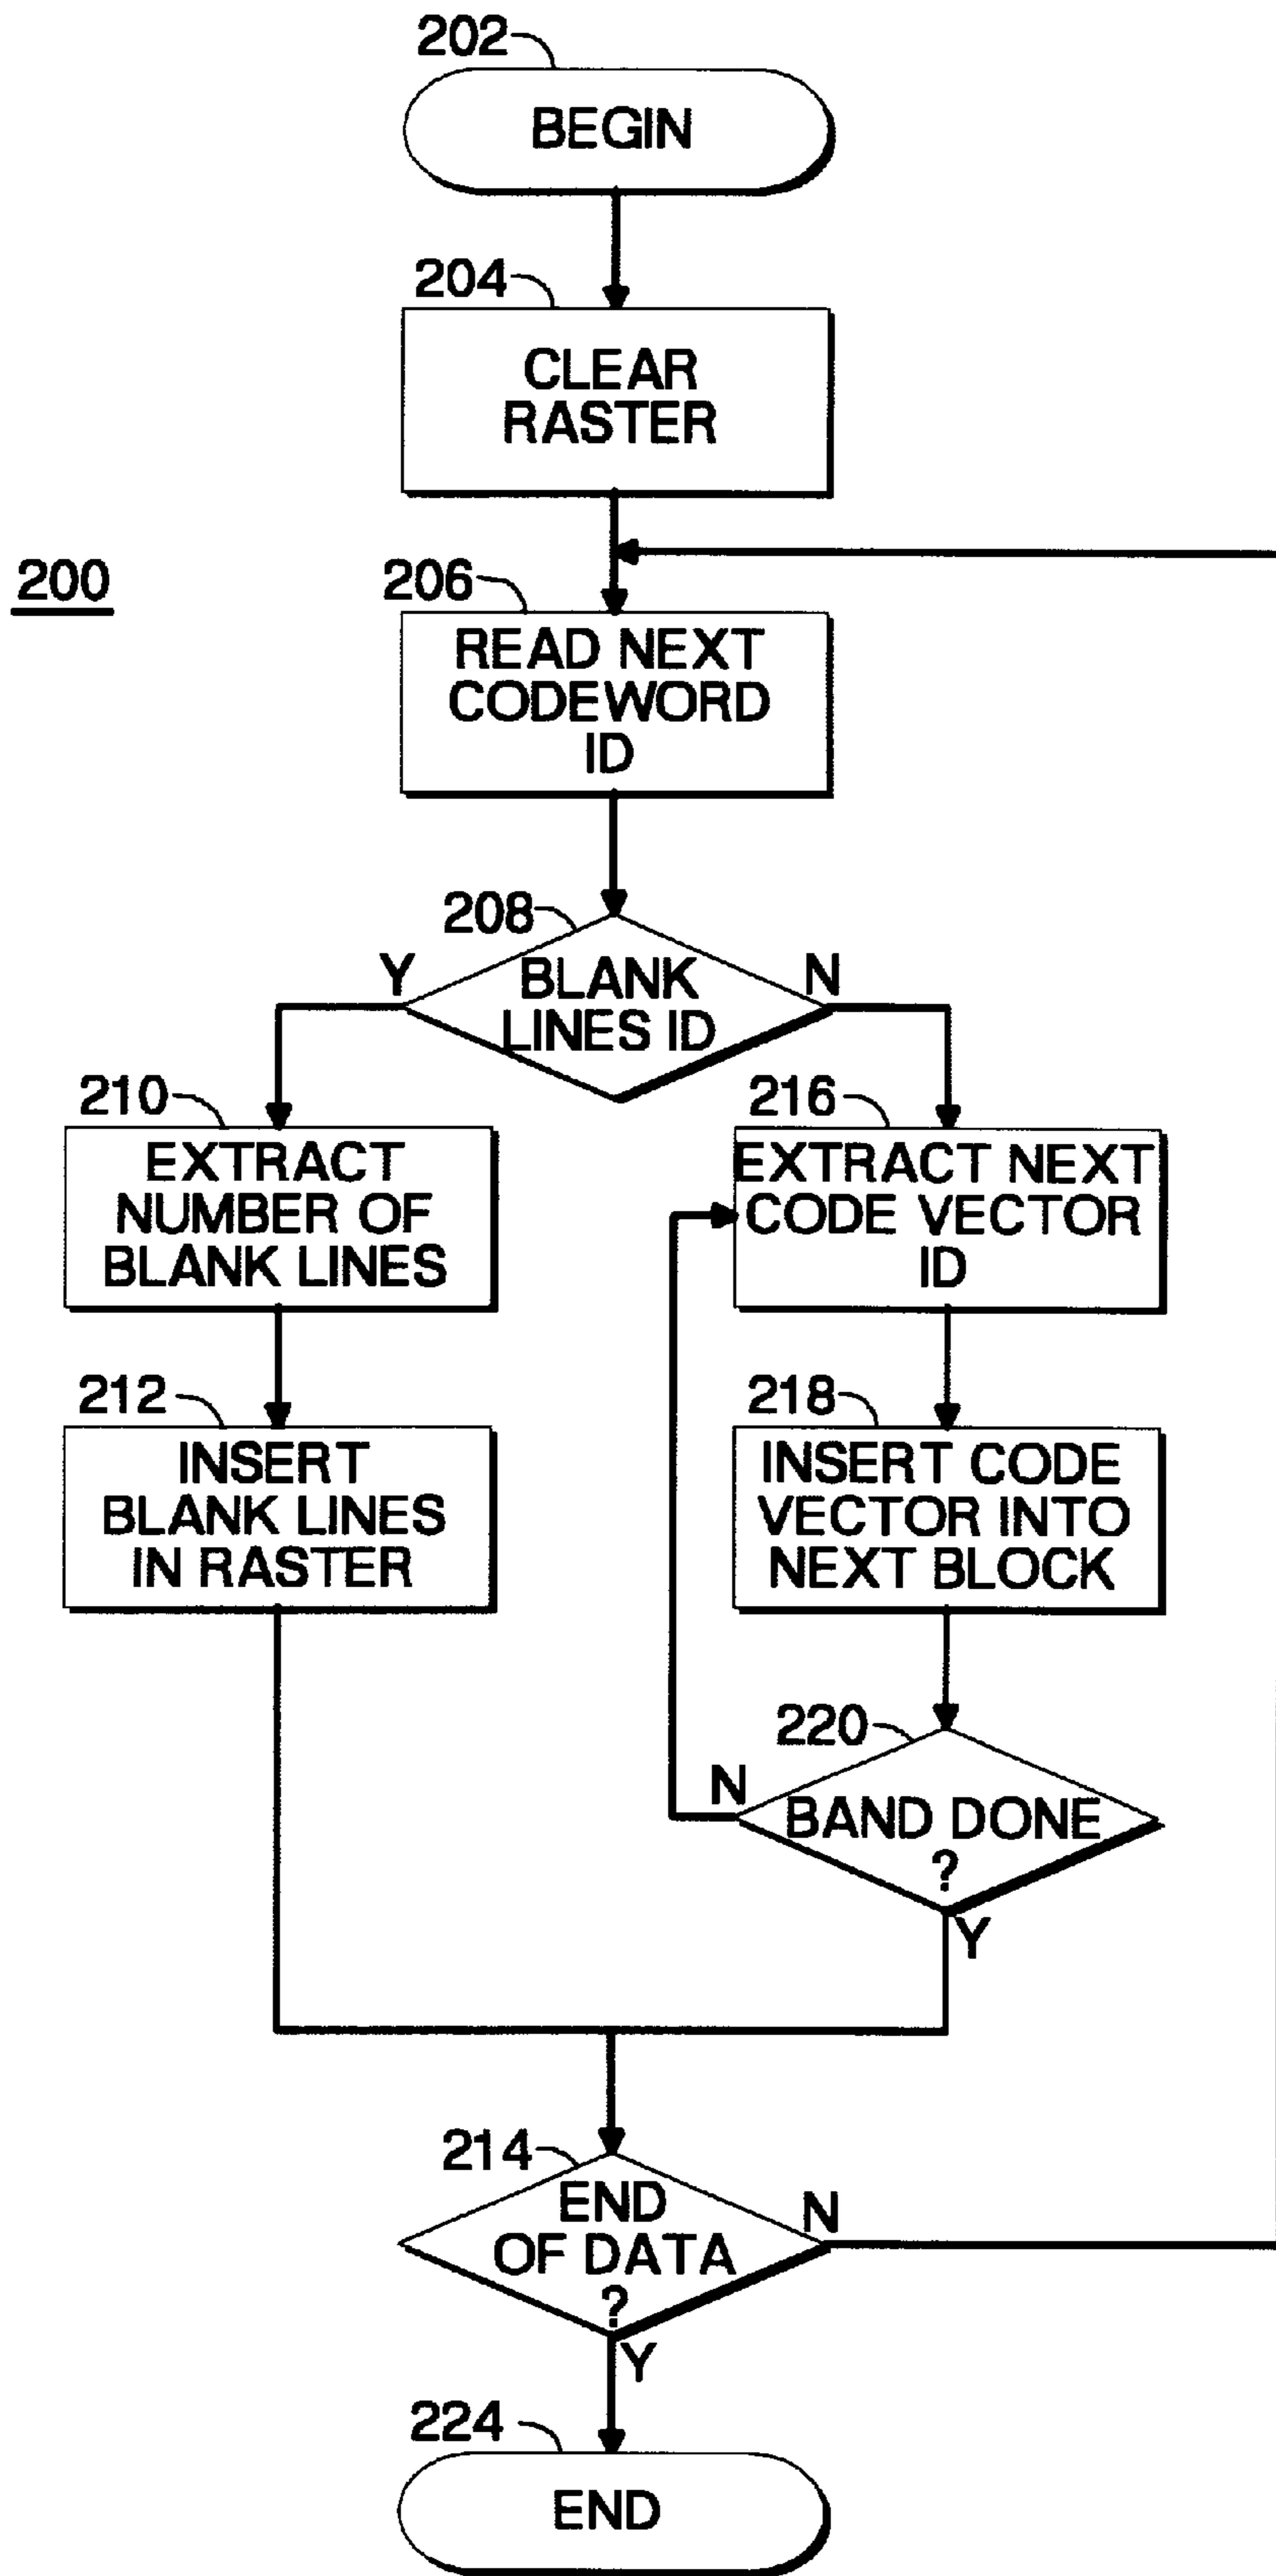 202
BEGIN
204
CLEAR
RASTER
200
206
READ NEXT
CODEWORD
ID
208
Y
BLANK
LINES ID
N
210
EXTRACT
NUMBER OF
BLANK LINES
216
EXTRACT NEXT
CODE VECTOR
ID
212
INSERT
BLANK LINES
IN RASTER
218
INSERT CODE
VECTOR INTO
NEXT BLOCK
220
N
BAND DONE
?
Y
214
END
OF DATA
?
N
Y
224
END